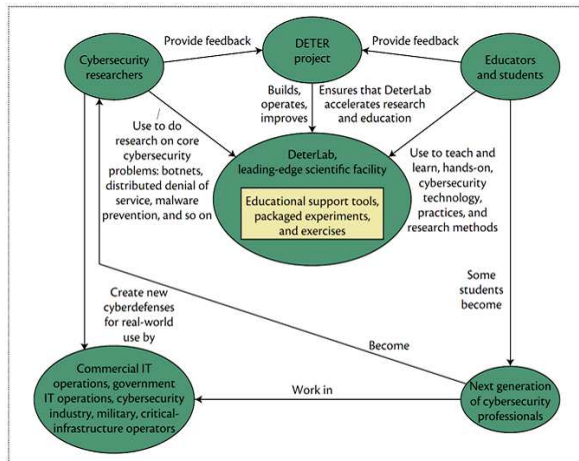 Cybersecurity
researchers
Provide feedback
DETER
project
Provide feedback
Educators
and students
Builds,
operates,
improves
Ensures that DeterLab
accelerates research
and education
Use to do
research on core
cybersecurity
problems: botnets,
distributed denial of
service, malware
prevention, and so on
DeterLab,
leading-edge scientific facility
Educational support tools,
packaged experiments,
and exercises
Use to teach and
learn, hands-on,
cybersecurity
technology,
practices, and
research methods
Create new
cyberdefenses
for real-world
use by
Some
students
become
Become
Commercial IT
operations, government
IT operations, cybersecurity
industry, military, critical-
infrastructure operators
Work in
Next generation
of cybersecurity
professionals